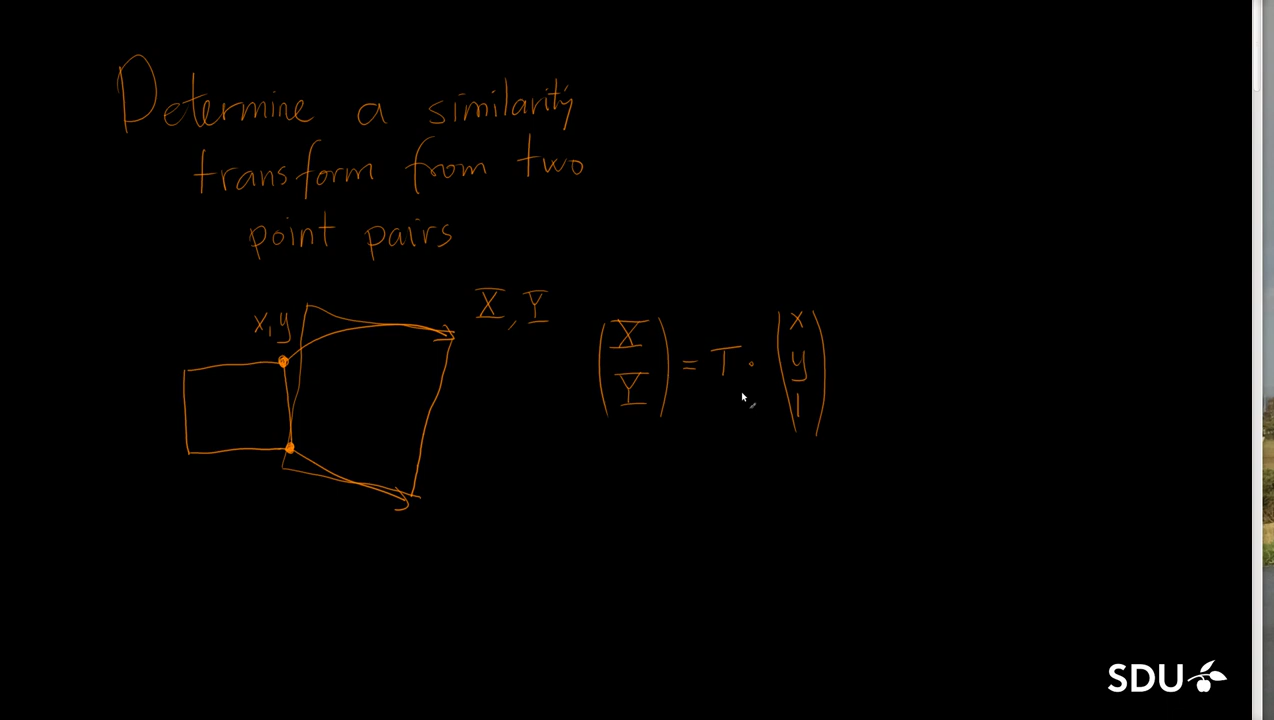 Determine a similarity
transform from two
point pairs
x, y
X, Y
(X Y) = T · (x y 1)
SDU